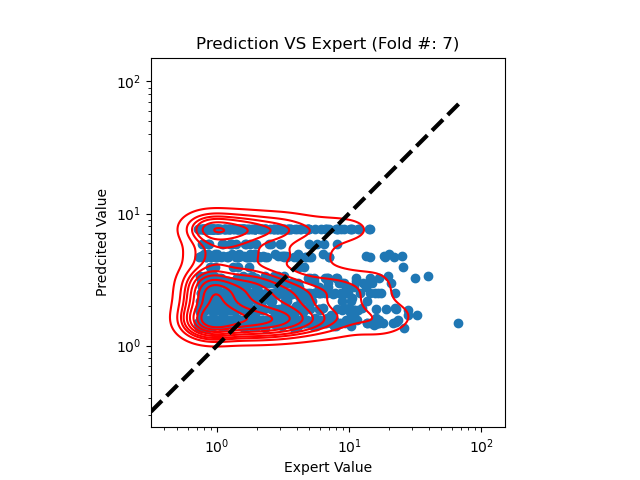 Prediction VS Expert (Fold #: 7)
10²
10¹
10⁰
Predcited Value
10⁰ 10¹ 10²
Expert Value